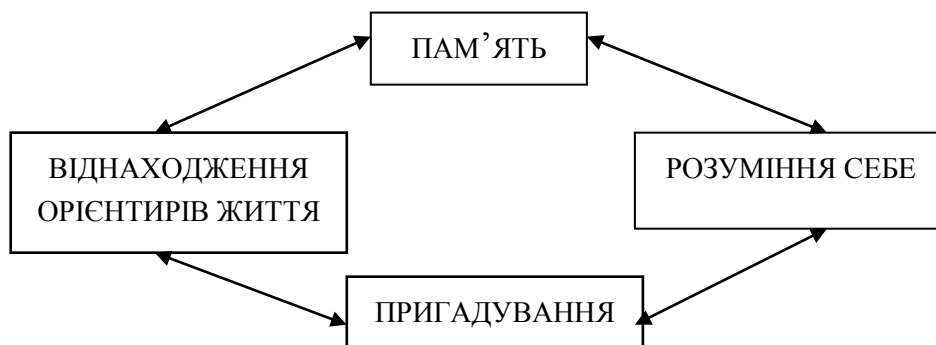 ПАМ’ЯТЬ
ВІДНАХОДЖЕННЯ
ОРІЄНТИРІВ ЖИТТЯ
РОЗУМІННЯ СЕБЕ
ПРИГАДУВАННЯ